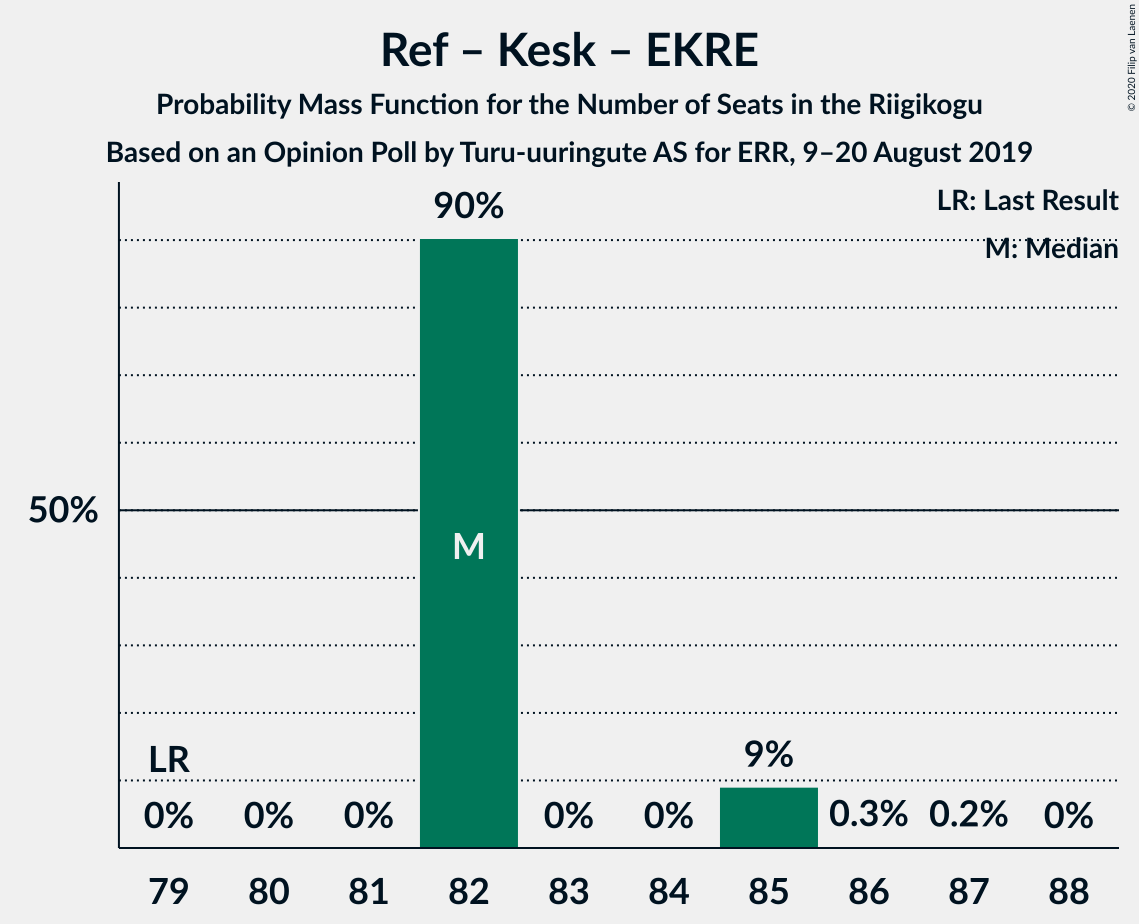 Ref – Kesk – EKRE
Probability Mass Function for the Number of Seats in the Riigikogu
Based on an Opinion Poll by Turu-uuringute AS for ERR, 9–20 August 2019
© 2020 Filip van Laenen
LR: Last Result
M: Median
90%
50%
M
LR
9%
0% 0% 0% 0% 0% 0.3% 0.2% 0%
79 80 81 82 83 84 85 86 87 88